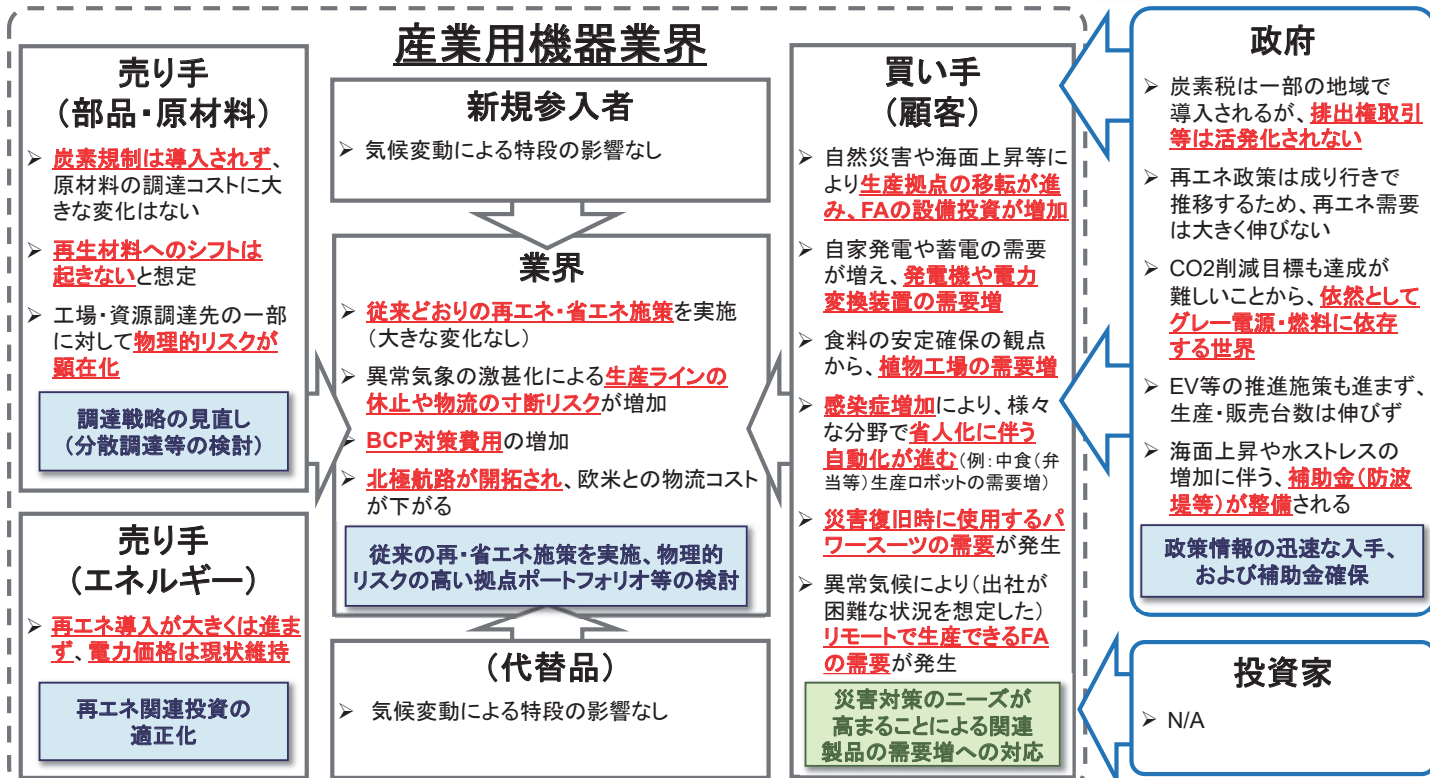 産業用機器業界
売り手
(部品・原材料)
➢ 炭素規制は導入されず、
原材料の調達コストに大
きな変化はない
➢ 再生材料へのシフトは
起きないと想定
➢ 工場・資源調達先の一部
に対して物理的リスクが
顕在化
調達戦略の見直し
(分散調達等の検討)
売り手
(エネルギー)
➢ 再エネ導入が大きくは進ま
ず、電力価格は現状維持
再エネ関連投資の
適正化
新規参入者
➢ 気候変動による特段の影響なし
業界
➢ 従来どおりの再エネ・省エネ施策を実施
(大きな変化なし)
➢ 異常気象の激甚化による生産ラインの
休止や物流の寸断リスクが増加
➢ BCP対策費用の増加
➢ 北極航路が開拓され、欧米との物流コスト
が下がる
従来の再・省エネ施策を実施、物理的
リスクの高い拠点ポートフォリオ等の検討
(代替品)
➢ 気候変動による特段の影響なし
買い手
(顧客)
➢ 自然災害や海面上昇等に
より生産拠点の移転が進
み、FAの設備投資が増加
➢ 自家発電や蓄電の需要
が増え、発電機や電力
変換装置の需要増
➢ 食料の安定確保の観点
から、植物工場の需要増
➢ 感染症増加により、様々
な分野で省人化に伴う
自動化が進む(例:中食(弁
当等)生産ロボットの需要増)
➢ 災害復旧時に使用するパ
ワースーツの需要が発生
➢ 異常気候により(出社が
困難な状況を想定した)
リモートで生産できるFA
の需要が発生
災害対策のニーズが
高まることによる関連
製品の需要増への対応
政府
➢ 炭素税は一部の地域で
導入されるが、排出権取引
等は活発化されない
➢ 再エネ政策は成り行きで
推移するため、再エネ需要
は大きく伸びない
➢ CO2削減目標も達成が
難しいことから、依然として
グレー電源・燃料に依存
する世界
➢ EV等の推進施策も進まず、
生産・販売台数は伸びず
➢ 海面上昇や水ストレスの
増加に伴う、補助金(防波
堤等)が整備される
政策情報の迅速な入手、
および補助金確保
投資家
➢ N/A